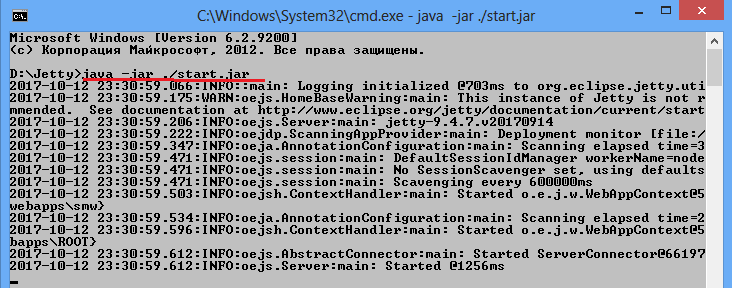 C:\Windows\System32\cmd.exe - java  -jar ./start.jar
Microsoft Windows [Version 6.2.9200]
(c) Корпорация Майкрософт, 2012. Все права защищены.
D:\Jetty>java -jar ./start.jar
2017-10-12 23:30:59.066:INFO::main: Logging initialized @703ms to org.eclipse.jetty.uti
2017-10-12 23:30:59.175:WARN:oejs.HomeBaseWarning:main: This instance of Jetty is not r
nmended.  See documentation at http://www.eclipse.org/jetty/documentation/current/start
2017-10-12 23:30:59.206:INFO:oejs.Server:main: jetty-9.4.7.v20170914
2017-10-12 23:30:59.222:INFO:oejdp.ScanningAppProvider:main: Deployment monitor [file:/
2017-10-12 23:30:59.347:INFO:oeja.AnnotationConfiguration:main: Scanning elapsed time=3
2017-10-12 23:30:59.471:INFO:oejs.session:main: DefaultSessionIdManager workerName=node
2017-10-12 23:30:59.471:INFO:oejs.session:main: No SessionScavenger set, using defaults
2017-10-12 23:30:59.471:INFO:oejs.session:main: Scavenging every 600000ms
2017-10-12 23:30:59.503:INFO:oejsh.ContextHandler:main: Started o.e.j.w.WebAppContext@5
webapps\smw}
2017-10-12 23:30:59.534:INFO:oeja.AnnotationConfiguration:main: Scanning elapsed time=2
2017-10-12 23:30:59.596:INFO:oejsh.ContextHandler:main: Started o.e.j.w.WebAppContext@5
bapps\ROOT}
2017-10-12 23:30:59.612:INFO:oejs.AbstractConnector:main: Started ServerConnector@66197
2017-10-12 23:30:59.612:INFO:oejs.Server:main: Started @1256ms